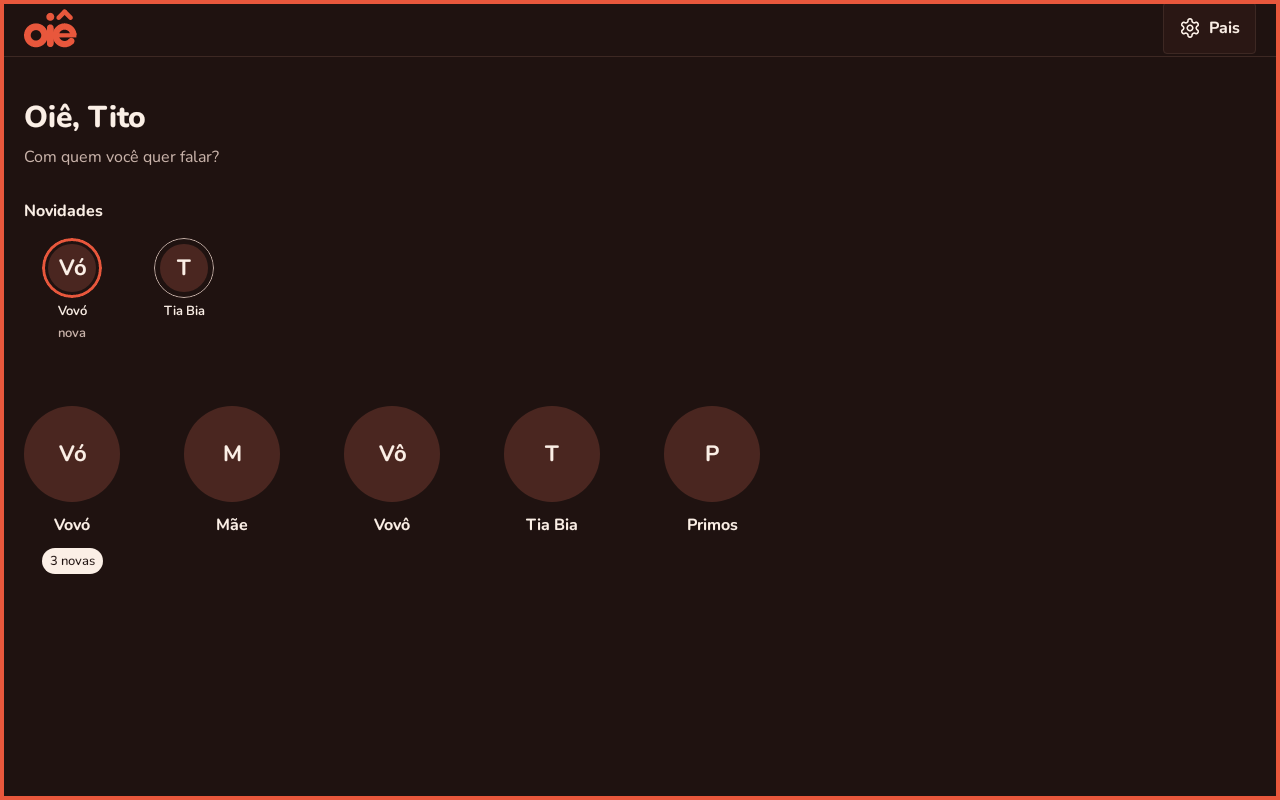 oiê
Pais
Oiê, Tito
Com quem você quer falar?
Novidades
Vó
T
Vovó
Tia Bia
nova
Vó
M
Vô
T
P
Vovó
Mãe
Vovô
Tia Bia
Primos
3 novas